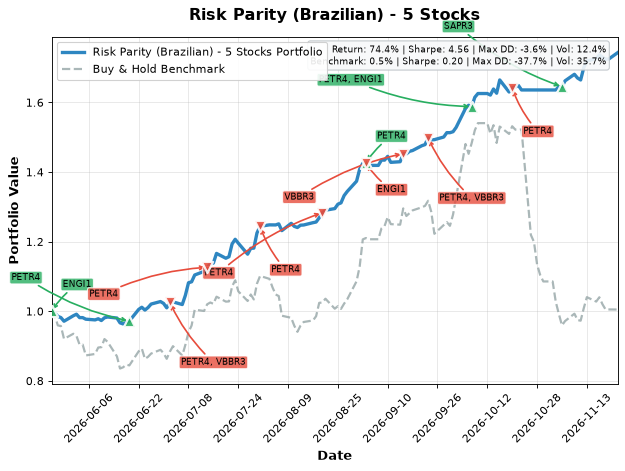 Risk Parity (Brazilian) - 5 Stocks
SAPR3
Risk Parity (Brazilian) - 5 Stocks Portfolio
Buy & Hold Benchmark
Return: 74.4% | Sharpe: 4.56 | Max DD: -3.6% | Vol: 12.4%
Benchmark: 0.5% | Sharpe: 0.20 | Max DD: -37.7% | Vol: 35.7%
PETR4, ENGI1
PETR4
PETR4
ENGI1
VBBR3
PETR4, VBBR3
PETR4
PETR4
PETR4
ENGI1
PETR4
PETR4, VBBR3
Portfolio Value
1.6
1.4
1.2
1.0
0.8
2026-06-06
2026-06-22
2026-07-08
2026-07-24
2026-08-09
2026-08-25
2026-09-10
2026-09-26
2026-10-12
2026-10-28
2026-11-13
Date